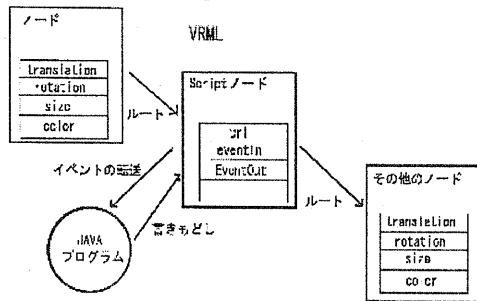 ノード
translation
rotation
size
color
VRML
ルート
Scriptノード
url
eventIn
EventOut
イベントの転送
書きもどし
JAVA
プログラム
ルート
その他のノード
translation
rotation
size
color